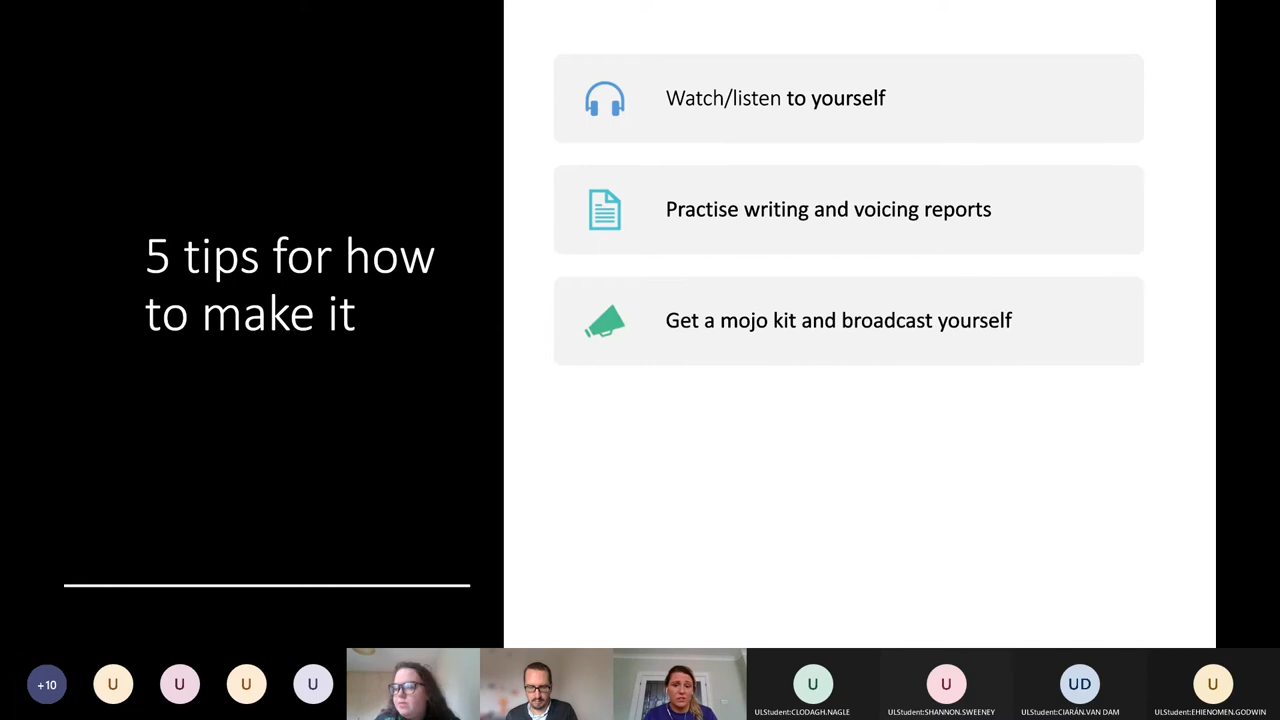 5 tips for how
to make it
Watch/listen to yourself
Practise writing and voicing reports
Get a mojo kit and broadcast yourself
+10
U
U
U
U
U
U
UD
U
ULStudent:CLODAGH.NAGLE
ULStudent:SHANNON.SWEENEY
ULStudent:CIARÁN.VAN DAM
ULStudent:EHIENOMEN.GODWIN